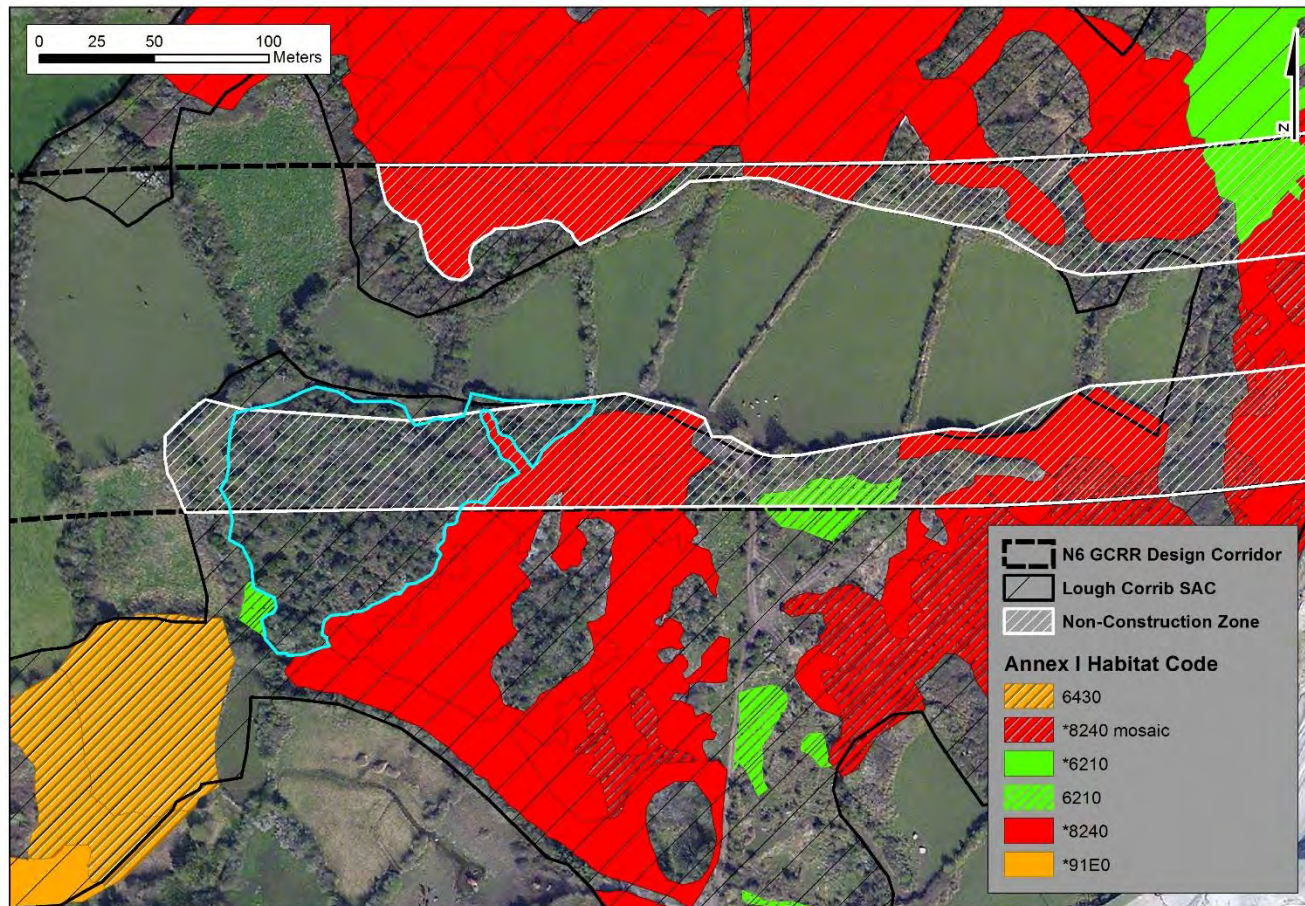 0 25 50 100
Meters
N
N6 GCRR Design Corridor
Lough Corrib SAC
Non-Construction Zone
Annex I Habitat Code
6430
*8240 mosaic
*6210
6210
*8240
*91E0